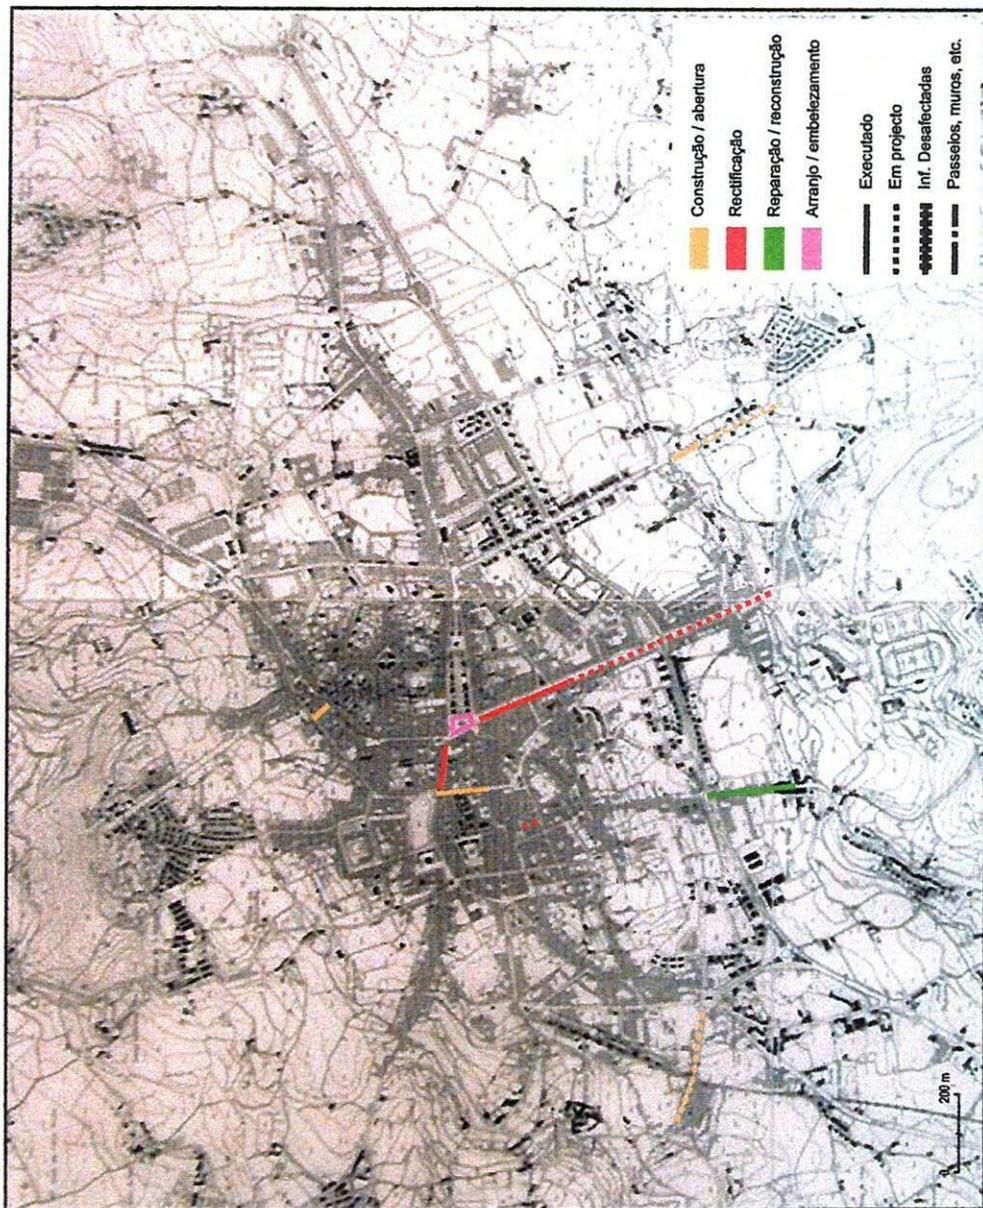 Construção / abertura
Rectificação
Reparação / reconstrução
Arranjo / embelezamento
Executado
Em projecto
Inf. Desafectadas
Passeios, muros, etc.
0 200 m